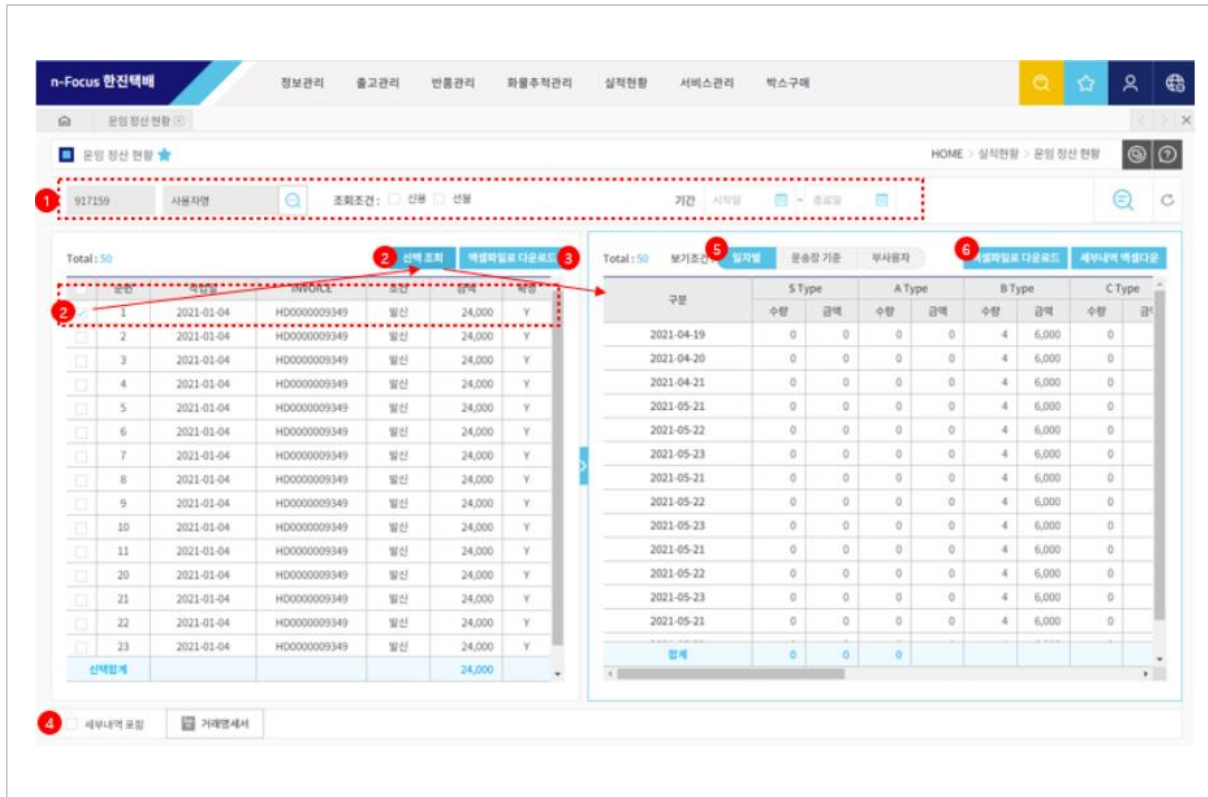 n-Focus 한진택배 정보관리 출고관리 반품관리 화물추적관리 실적현황 서비스관리 박스구매
운임 정산 현황
운임 정산 현황 HOME > 실적현황 > 운임 정산 현황
1 917159 사용자명 조회조건 : 신용 선불 기간 시작일 ~ 종료일
Total : 50 2 선택 조회 엑셀파일로 다운로드 3
순번 작업일 INVOICE 조건 금액 확정
2 1 2021-01-04 HD0000009349 발신 24,000 Y
2 2021-01-04 HD0000009349 발신 24,000 Y
3 2021-01-04 HD0000009349 발신 24,000 Y
4 2021-01-04 HD0000009349 발신 24,000 Y
5 2021-01-04 HD0000009349 발신 24,000 Y
6 2021-01-04 HD0000009349 발신 24,000 Y
7 2021-01-04 HD0000009349 발신 24,000 Y
8 2021-01-04 HD0000009349 발신 24,000 Y
9 2021-01-04 HD0000009349 발신 24,000 Y
10 2021-01-04 HD0000009349 발신 24,000 Y
11 2021-01-04 HD0000009349 발신 24,000 Y
20 2021-01-04 HD0000009349 발신 24,000 Y
21 2021-01-04 HD0000009349 발신 24,000 Y
22 2021-01-04 HD0000009349 발신 24,000 Y
23 2021-01-04 HD0000009349 발신 24,000 Y
선택합계 24,000
Total : 50 보기조건 5 일자별 운송장 기준 부사용자 6 엑셀파일로 다운로드 세부내역 엑셀다운
구분 S Type A Type B Type C Type
수량 금액 수량 금액 수량 금액 수량
2021-04-19 0 0 0 0 4 6,000 0
2021-04-20 0 0 0 0 4 6,000 0
2021-04-21 0 0 0 0 4 6,000 0
2021-05-21 0 0 0 0 4 6,000 0
2021-05-22 0 0 0 0 4 6,000 0
2021-05-23 0 0 0 0 4 6,000 0
2021-05-21 0 0 0 0 4 6,000 0
2021-05-22 0 0 0 0 4 6,000 0
2021-05-23 0 0 0 0 4 6,000 0
2021-05-21 0 0 0 0 4 6,000 0
2021-05-22 0 0 0 0 4 6,000 0
2021-05-23 0 0 0 0 4 6,000 0
2021-05-21 0 0 0 0 4 6,000 0
합계 0 0 0
4 세부내역 포함 거래명세서